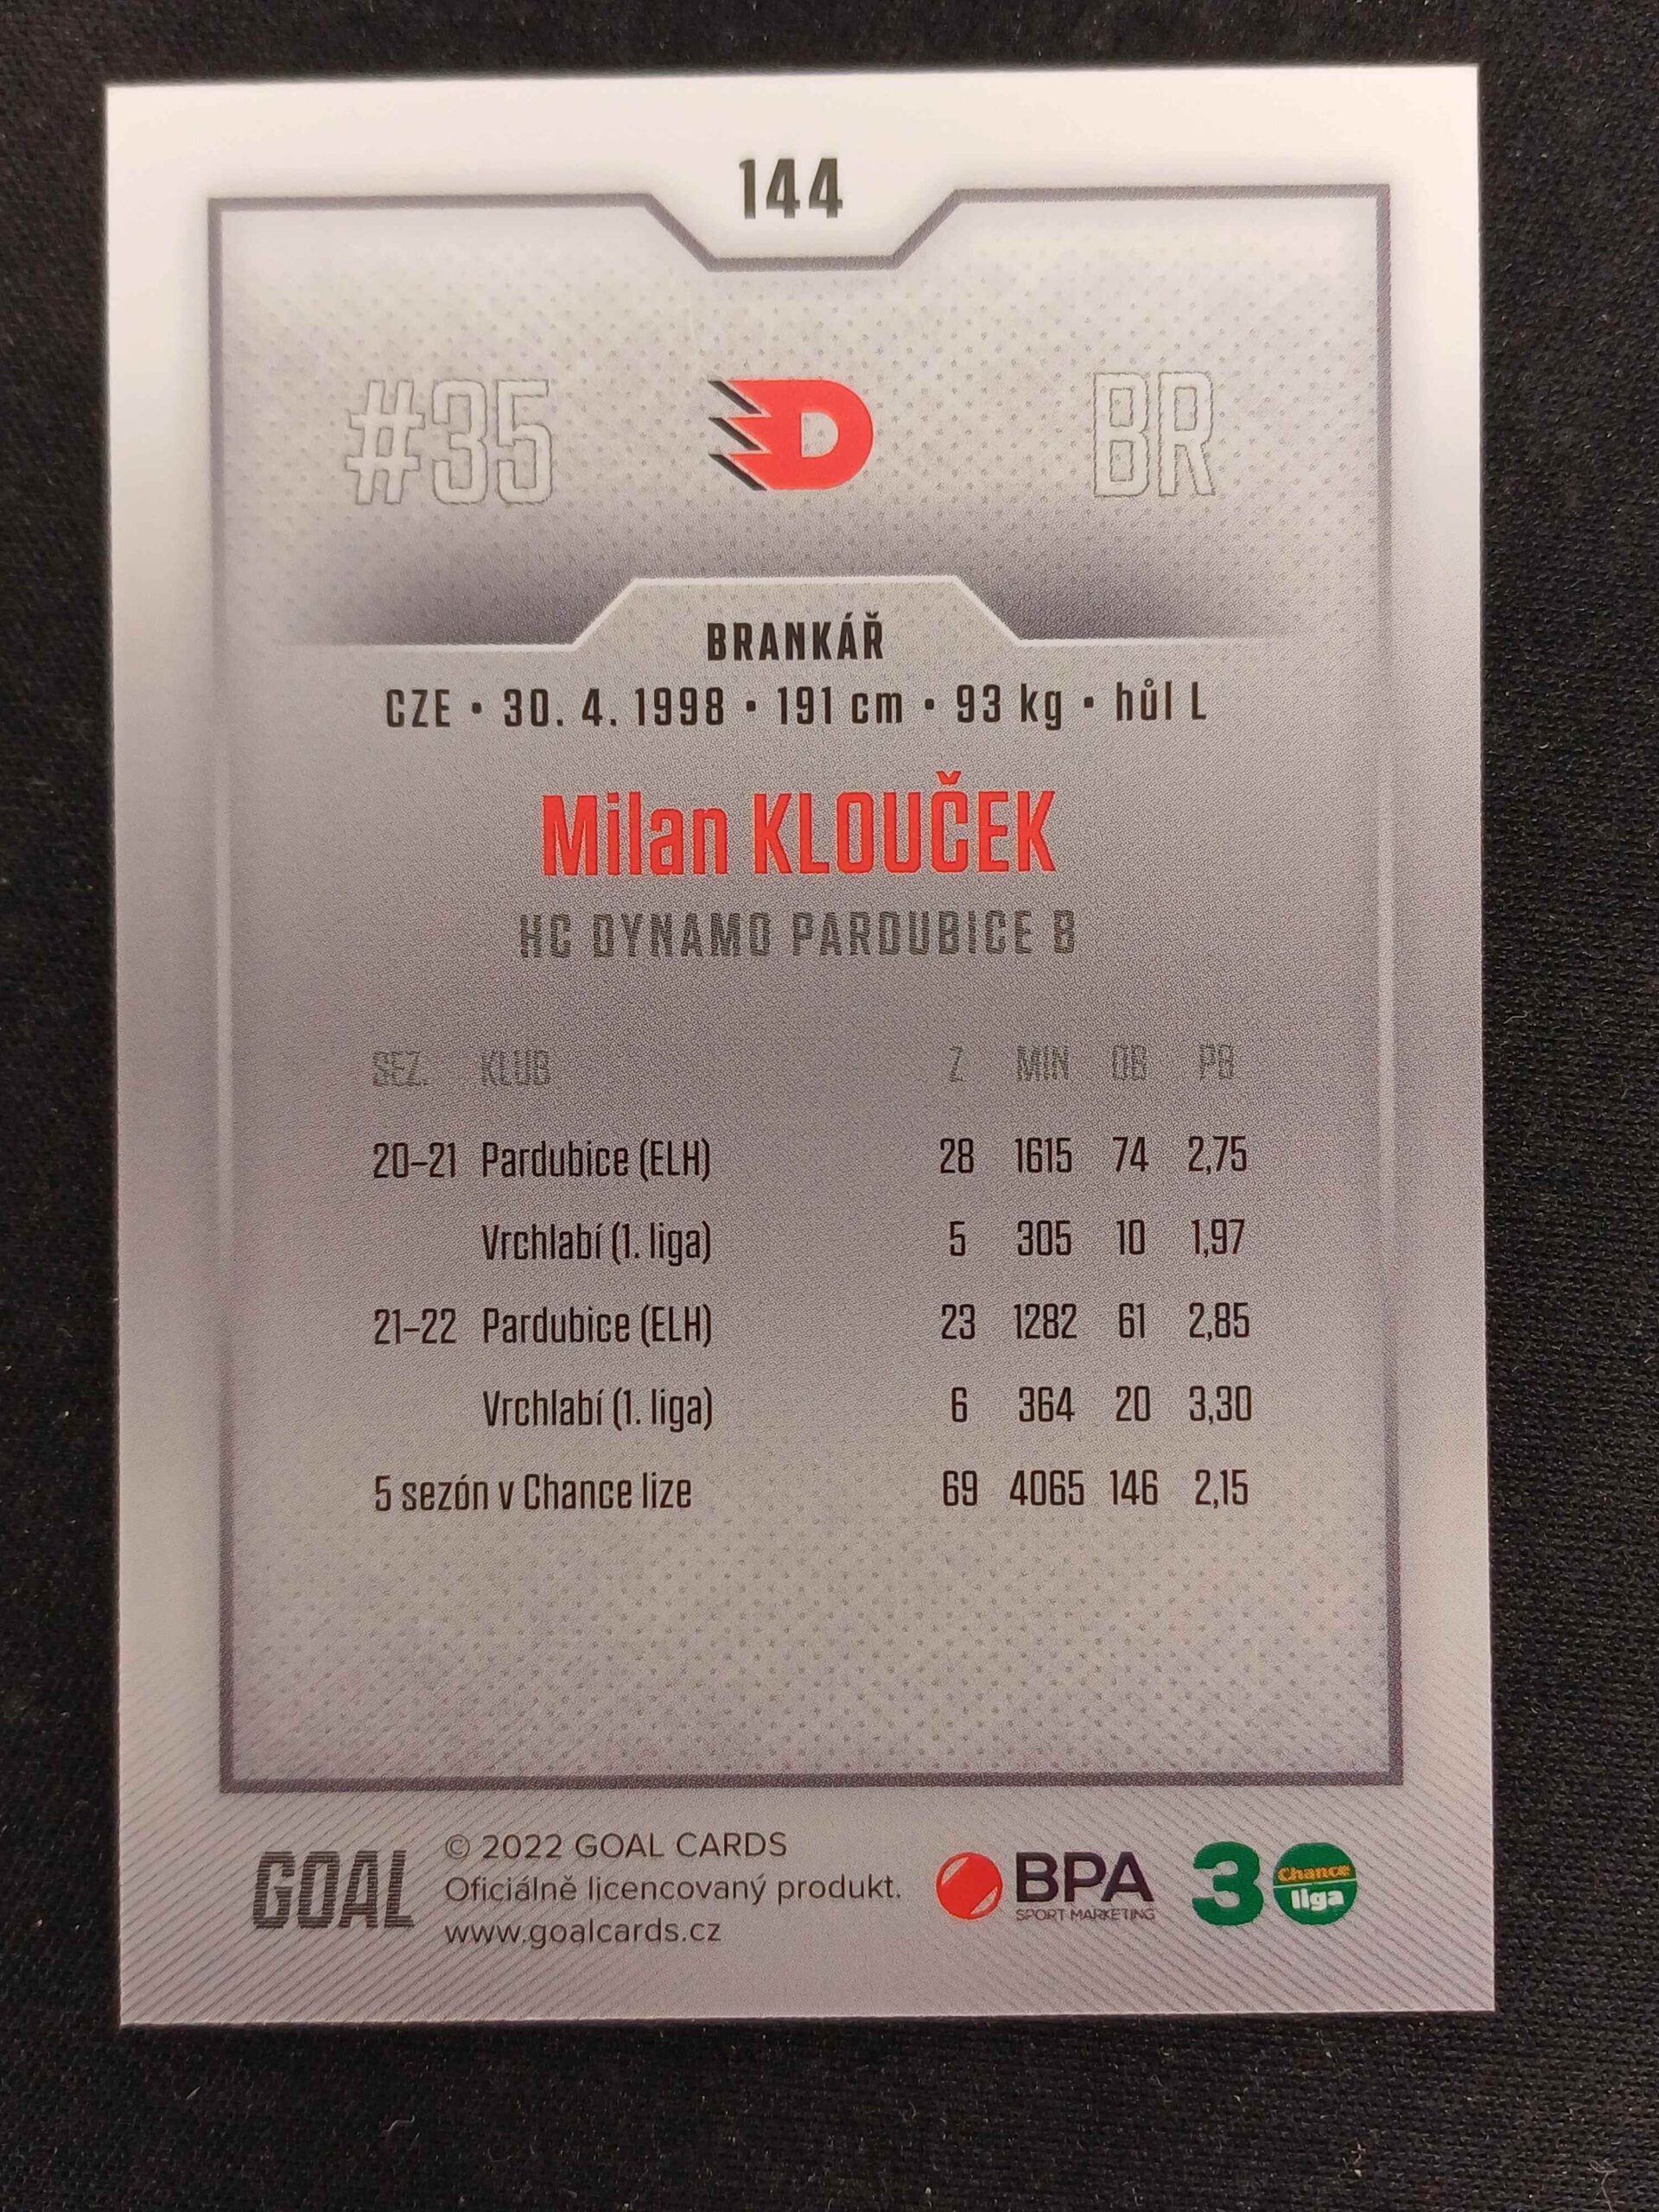 144
#35 D BR
BRANKÁŘ
CZE • 30. 4. 1998 • 191 cm • 93 kg • hůl L
Milan KLOUČEK
HC DYNAMO PARDUBICE B
SEZ. KLUB Z MIN OB PB
20–21 Pardubice (ELH) 28 1615 74 2,75
Vrchlabí (1. liga) 5 305 10 1,97
21–22 Pardubice (ELH) 23 1282 61 2,85
Vrchlabí (1. liga) 6 364 20 3,30
5 sezón v Chance lize 69 4065 146 2,15
GOAL
© 2022 GOAL CARDS
Oficiálně licencovaný produkt.
www.goalcards.cz
BPA
SPORT MARKETING
30
Chance
liga